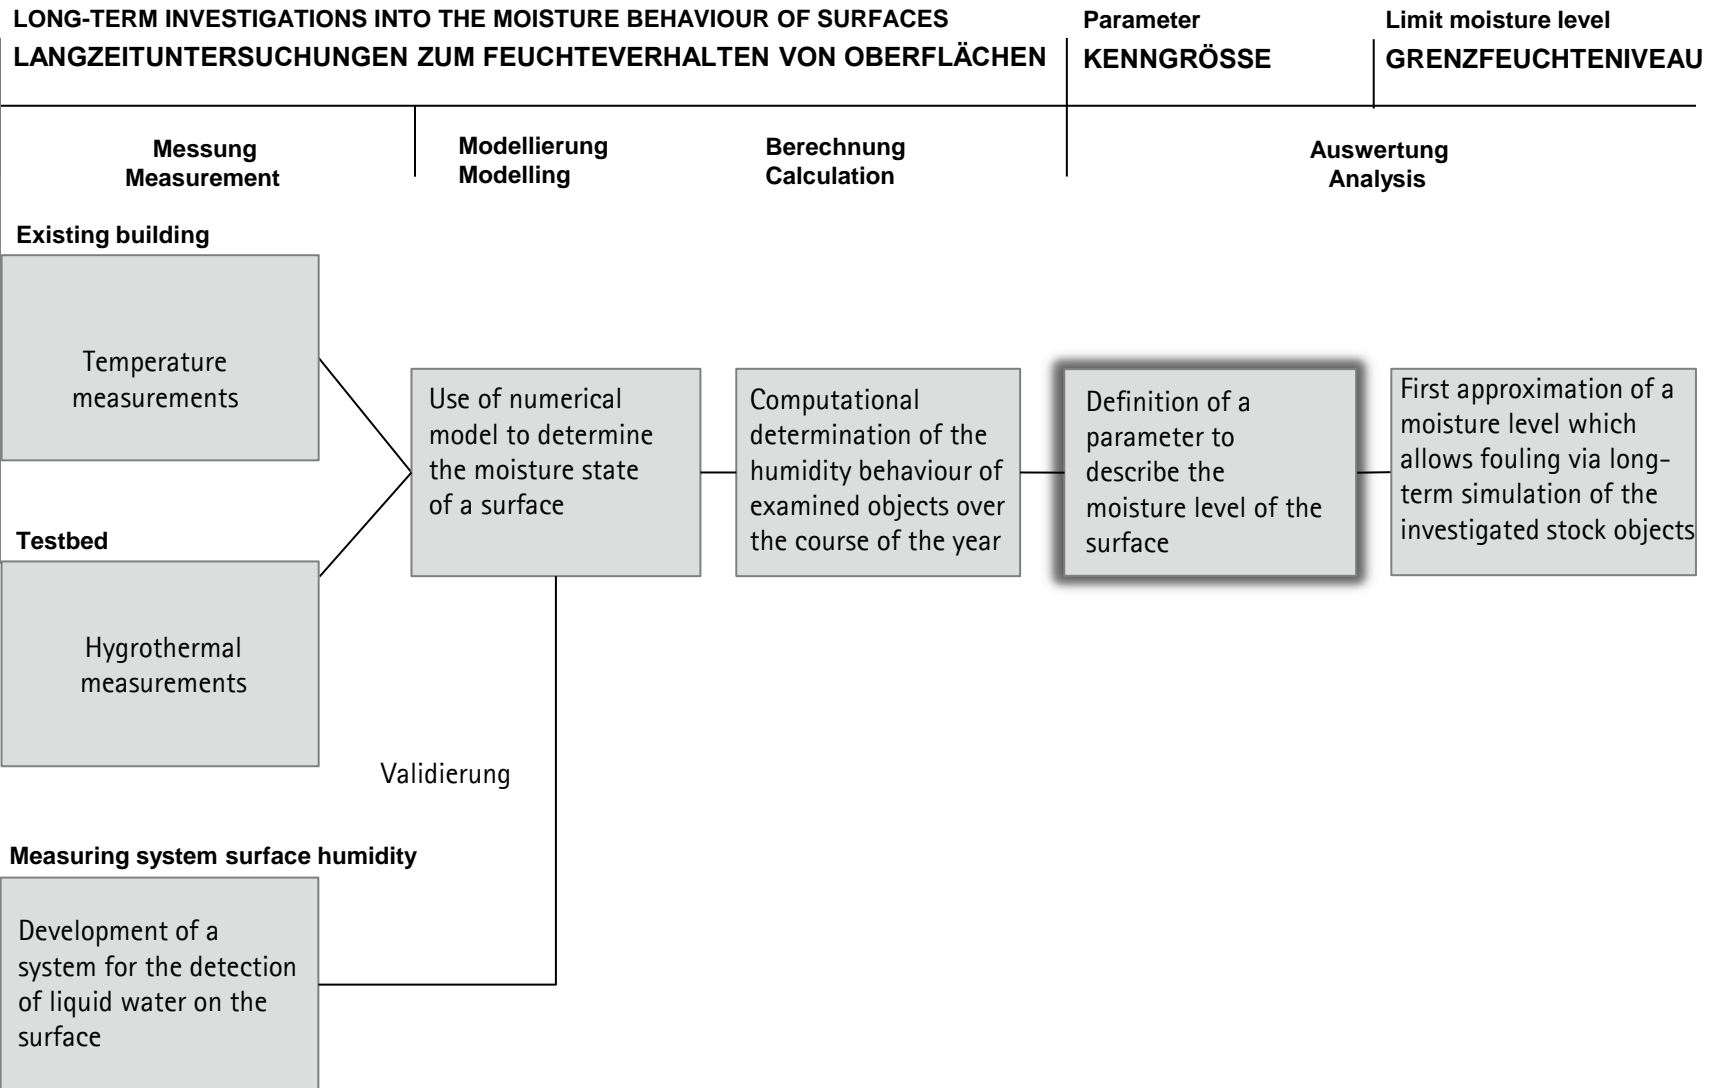 LONG-TERM INVESTIGATIONS INTO THE MOISTURE BEHAVIOUR OF SURFACES
LANGZEITUNTERSUCHUNGEN ZUM FEUCHTEVERHALTEN VON OBERFLÄCHEN
Parameter
KENNGRÖSSE
Limit moisture level
GRENZFEUCHTENIVEAU
Messung
Measurement
Modellierung
Modelling
Berechnung
Calculation
Auswertung
Analysis
Existing building
Temperature
measurements
Testbed
Hygrothermal
measurements
Use of numerical
model to determine
the moisture state
of a surface
Computational
determination of the
humidity behaviour of
examined objects over
the course of the year
Definition of a
parameter to
describe the
moisture level of the
surface
First approximation of a
moisture level which
allows fouling via long-
term simulation of the
investigated stock objects
Validierung
Measuring system surface humidity
Development of a
system for the detection
of liquid water on the
surface